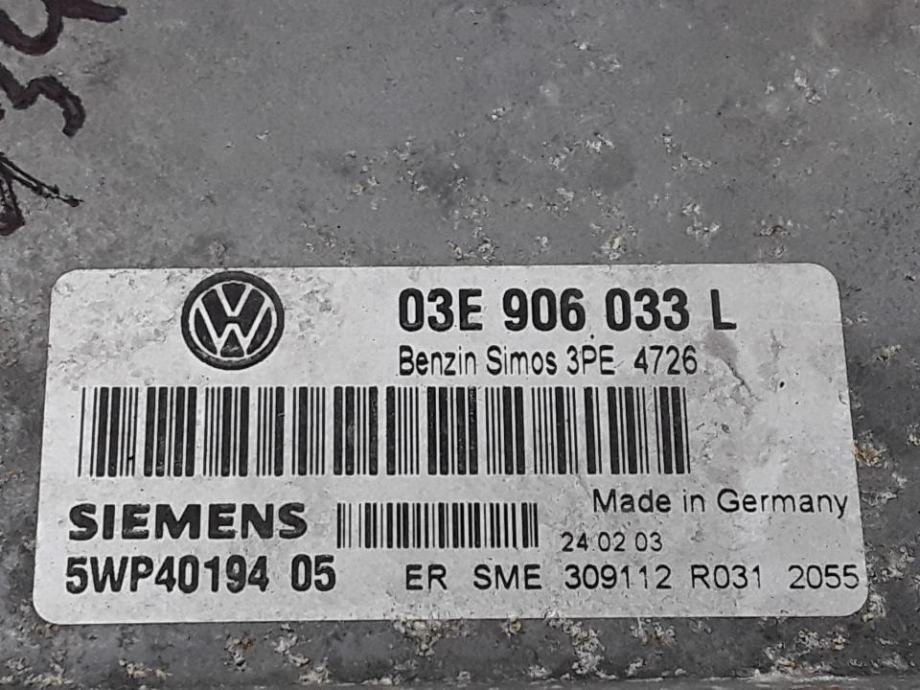 03E 906 033 L
Benzin Simos 3PE 4726
Made in Germany
SIEMENS
24 02 03
5WP40194 05
ER SME 309112 R031 2055